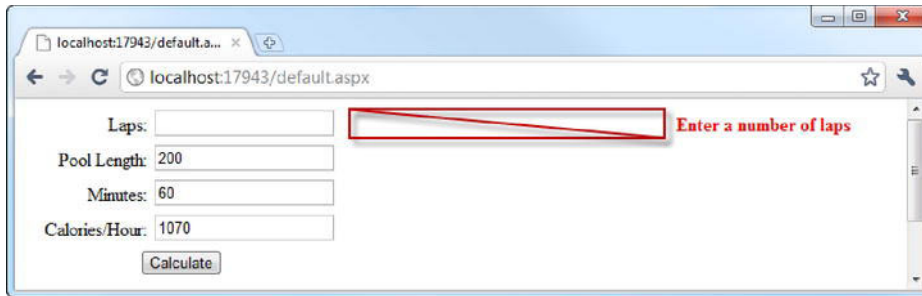 localhost:17943/default.a...
localhost:17943/default.aspx
Laps:
Enter a number of laps
Pool Length: 200
Minutes: 60
Calories/Hour: 1070
Calculate